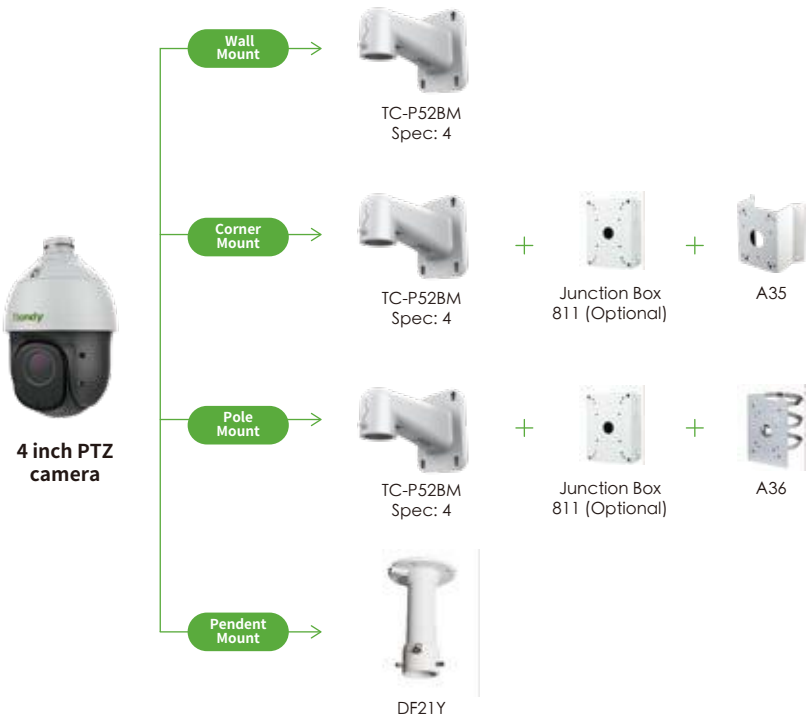 Wall
Mount
TC-P52BM
Spec: 4
Corner
Mount
TC-P52BM
Spec: 4
+
Junction Box
811 (Optional)
+
A35
tiandy
4 inch PTZ
camera
Pole
Mount
TC-P52BM
Spec: 4
+
Junction Box
811 (Optional)
+
A36
Pendent
Mount
DF21Y